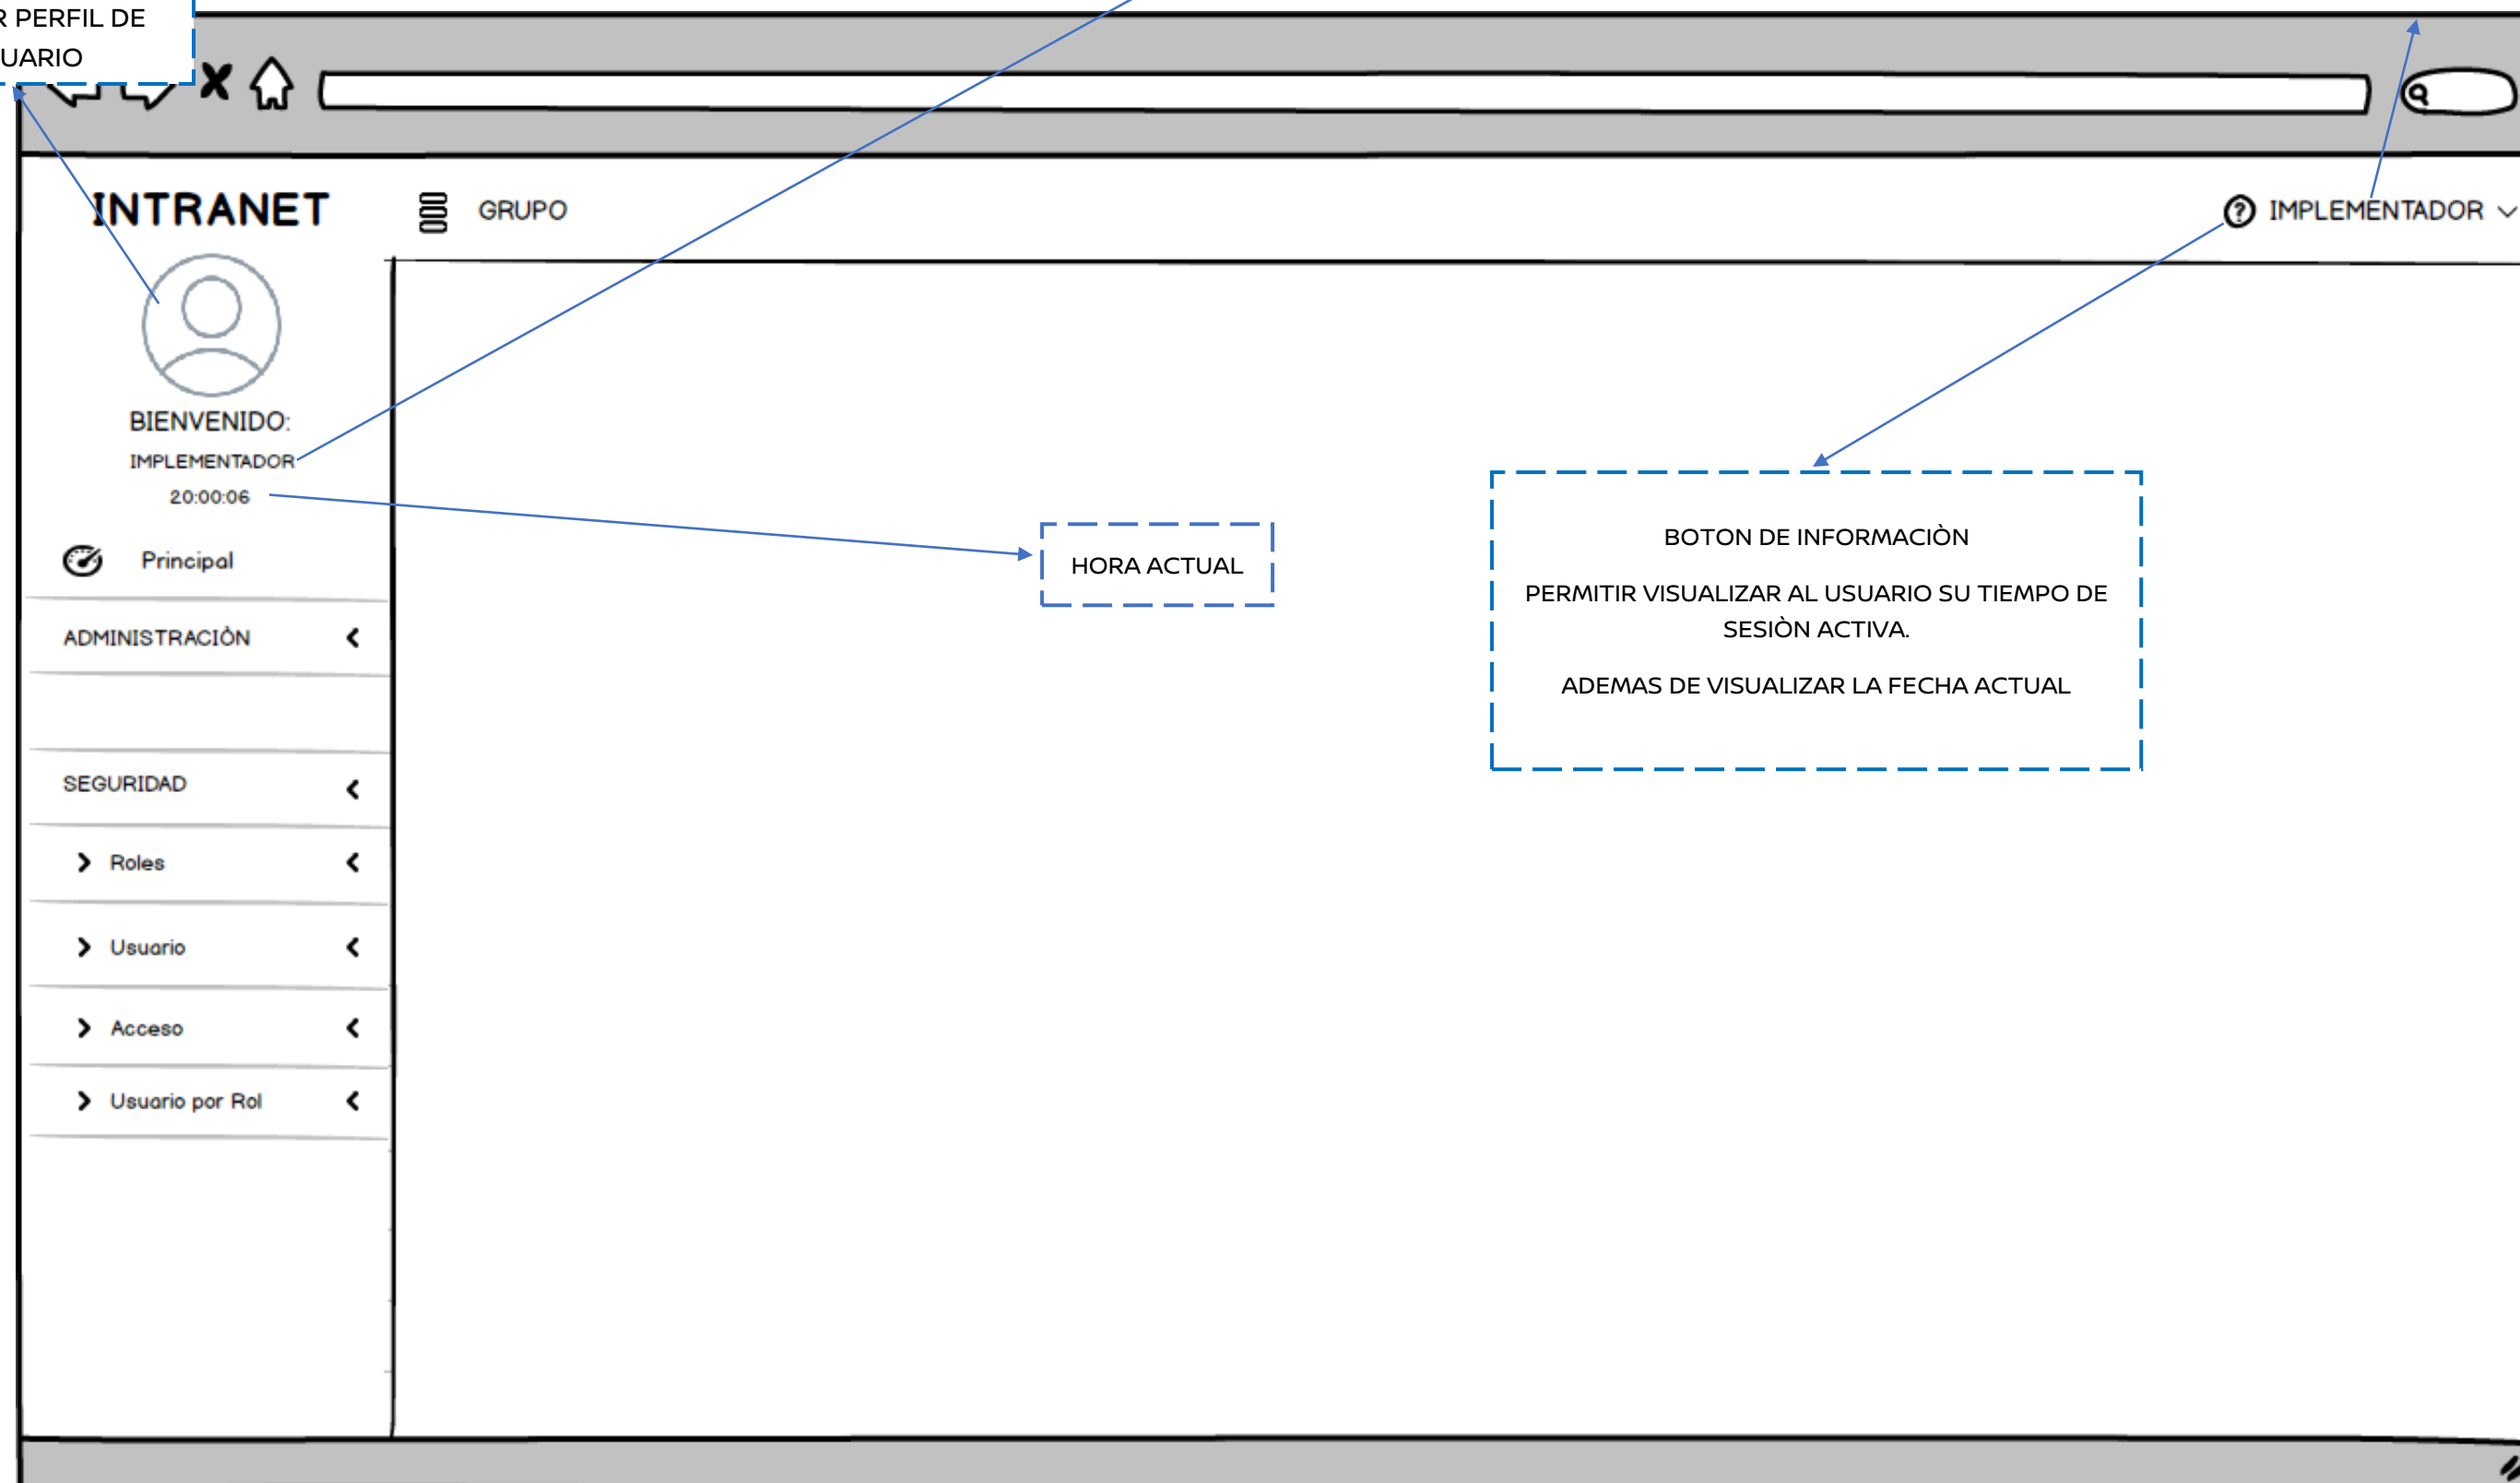 R PERFIL DE
UARIO
INTRANET
GRUPO
IMPLEMENTADOR
BIENVENIDO:
IMPLEMENTADOR
20:00:06
Principal
ADMINISTRACIÒN
SEGURIDAD
Roles
Usuario
Acceso
Usuario por Rol
HORA ACTUAL
BOTON DE INFORMACIÒN
PERMITIR VISUALIZAR AL USUARIO SU TIEMPO DE
SESIÒN ACTIVA.
ADEMAS DE VISUALIZAR LA FECHA ACTUAL